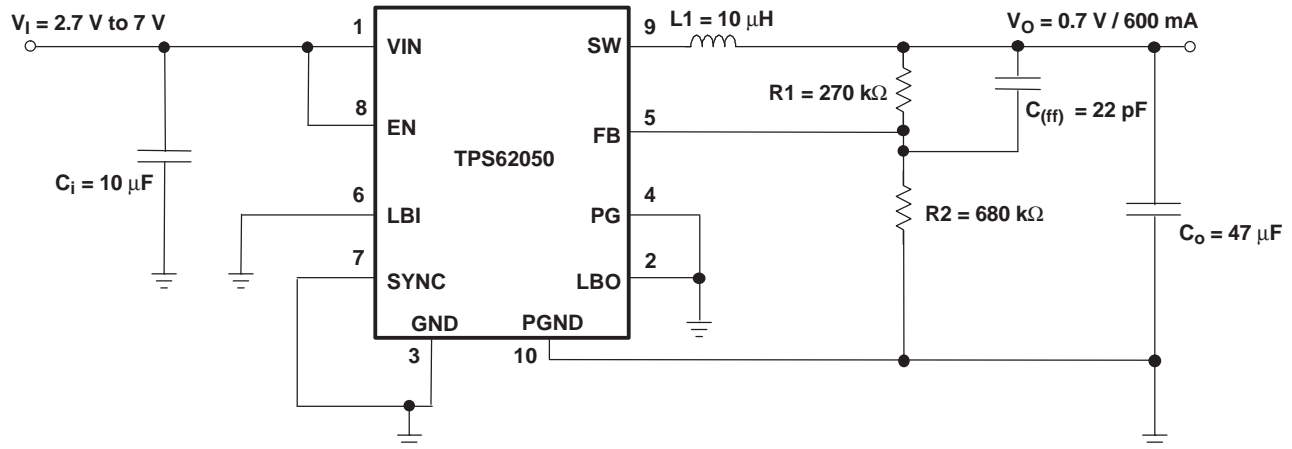 V_I = 2.7 V to 7 V
1
VIN
SW
9
L1 = 10 µH
V_O = 0.7 V / 600 mA
8
EN
FB
5
R1 = 270 kΩ
C_(ff) = 22 pF
TPS62050
C_i = 10 µF
6
LBI
PG
4
R2 = 680 kΩ
C_o = 47 µF
7
SYNC
LBO
2
GND
PGND
3
10